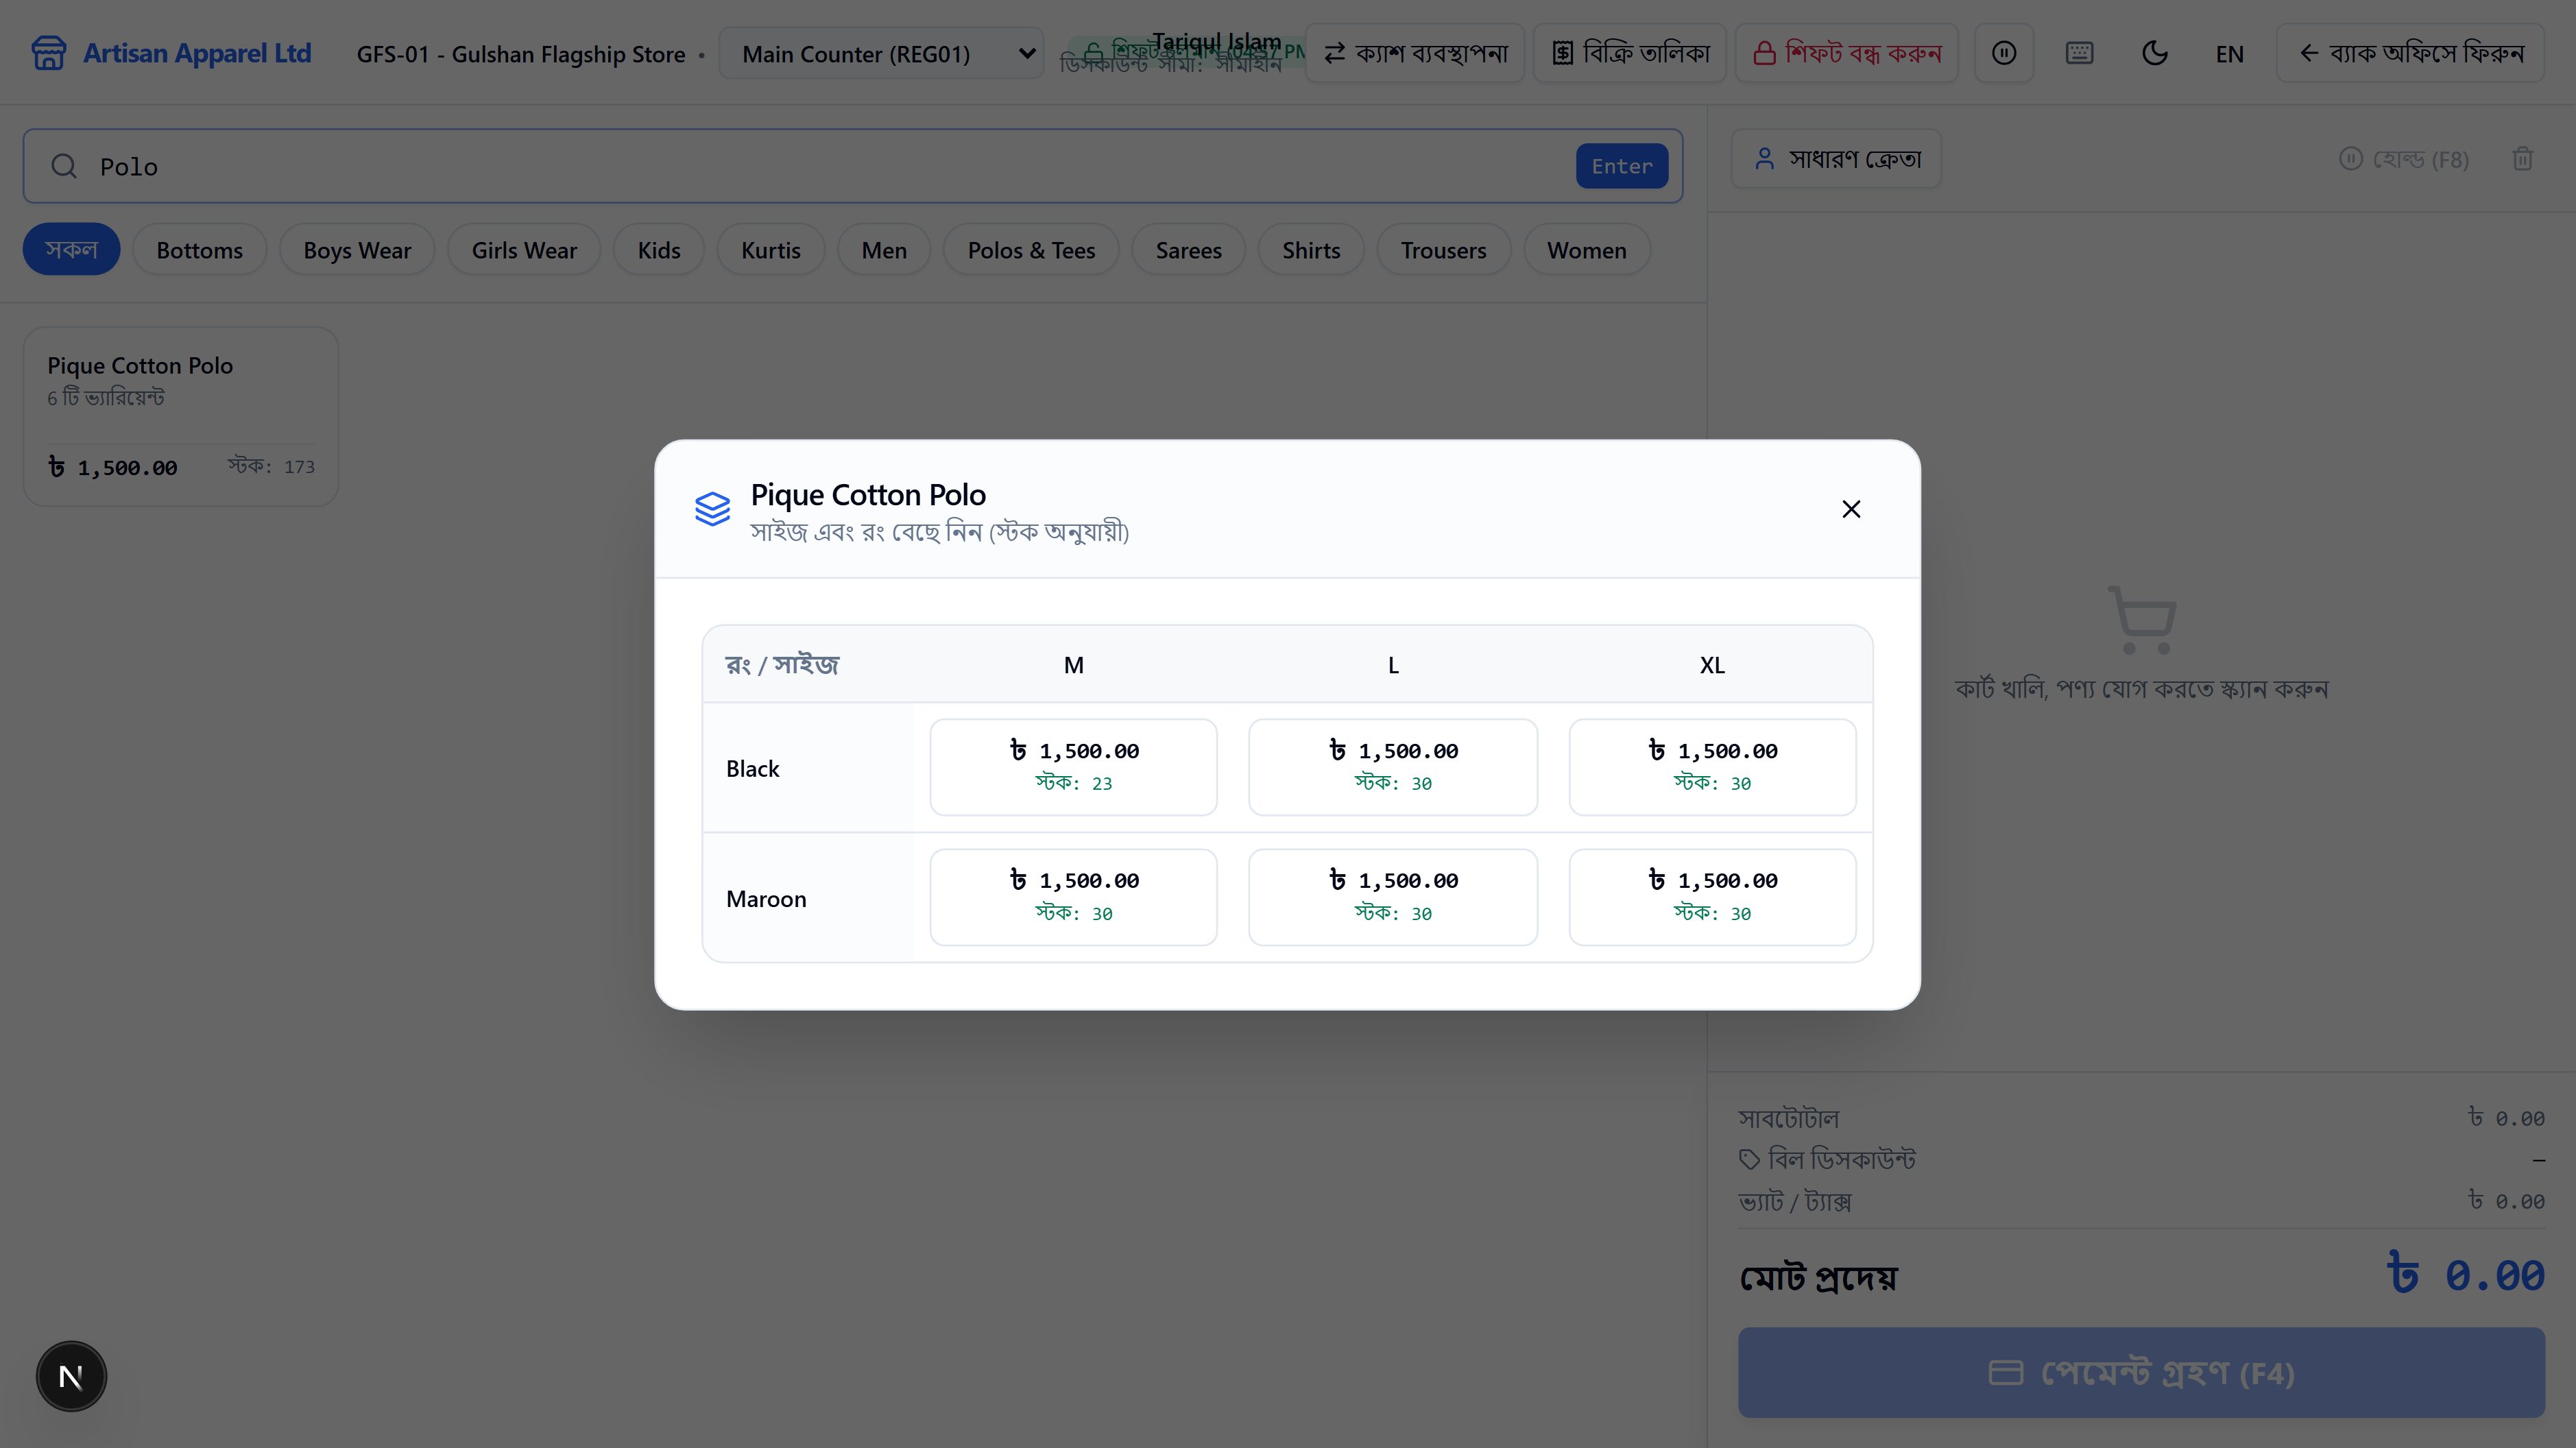 Artisan Apparel Ltd
GFS-01 - Gulshan Flagship Store •
Main Counter (REG01)
Tariqul Islam
ডিসকাউন্ট সীমা: সীমাহীন
ক্যাশ ব্যবস্থাপনা
বিক্রি তালিকা
শিফট বন্ধ করুন
EN
ব্যাক অফিসে ফিরুন
Polo
Enter
সাধারণ ক্রেতা
হোল্ড (F8)
সকল
Bottoms
Boys Wear
Girls Wear
Kids
Kurtis
Men
Polos & Tees
Sarees
Shirts
Trousers
Women
Pique Cotton Polo
6 টি ভ্যারিয়েন্ট
৳ 1,500.00 স্টক: 173
Pique Cotton Polo
সাইজ এবং রং বেছে নিন (স্টক অনুযায়ী)
রং / সাইজ M L XL
Black
৳ 1,500.00 ৳ 1,500.00 ৳ 1,500.00
স্টক: 23 স্টক: 30 স্টক: 30
Maroon
৳ 1,500.00 ৳ 1,500.00 ৳ 1,500.00
স্টক: 30 স্টক: 30 স্টক: 30
কার্ট খালি, পণ্য যোগ করতে স্ক্যান করুন
সাবটোটাল ৳ 0.00
বিল ডিসকাউন্ট –
ভ্যাট / ট্যাক্স ৳ 0.00
মোট প্রদেয় ৳ 0.00
পেমেন্ট গ্রহণ (F4)
N